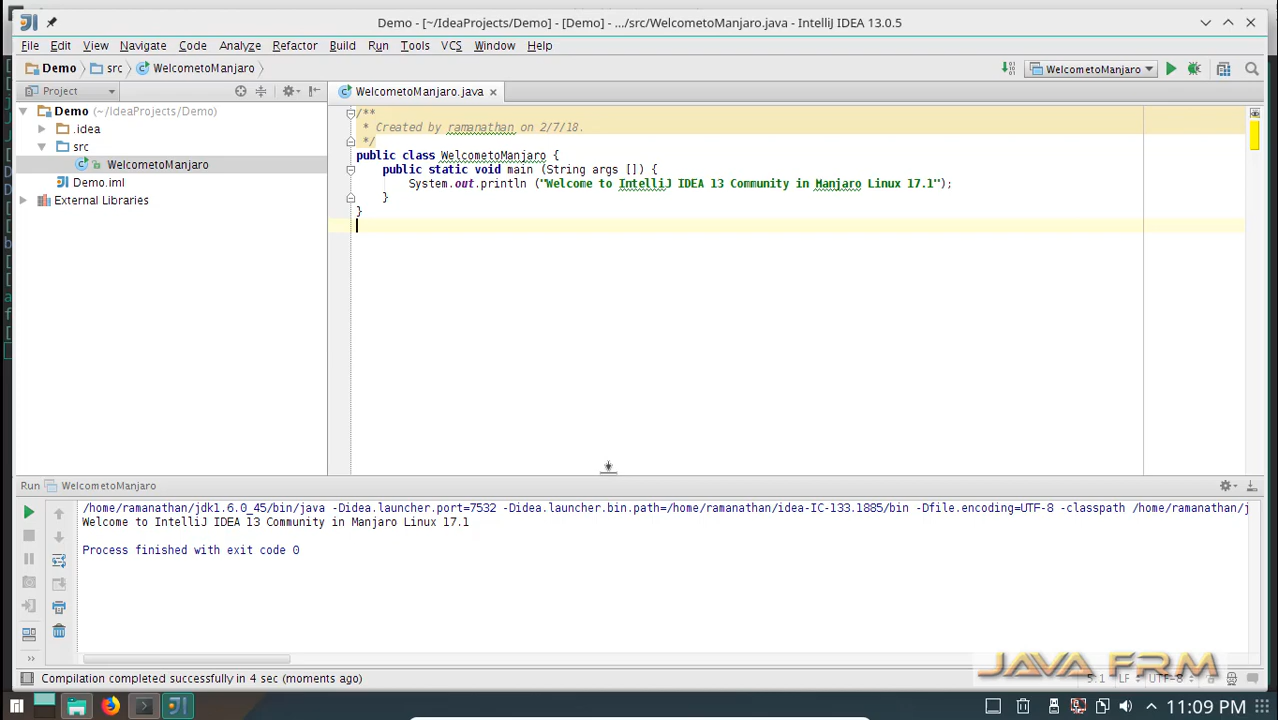 Demo - [~/IdeaProjects/Demo] - [Demo] - .../src/WelcometoManjaro.java - IntelliJ IDEA 13.0.5
File Edit View Navigate Code Analyze Refactor Build Run Tools VCS Window Help
Demo src WelcometoManjaro WelcometoManjaro
Project WelcometoManjaro.java
Demo (~/IdeaProjects/Demo)
.idea
src
WelcometoManjaro
Demo.iml
External Libraries
/**
* Created by ramanathan on 2/7/18.
*/
public class WelcometoManjaro {
public static void main (String args []) {
System.out.println ("Welcome to IntelliJ IDEA 13 Community in Manjaro Linux 17.1");
}
}
Run WelcometoManjaro
/home/ramanathan/jdk1.6.0_45/bin/java -Didea.launcher.port=7532 -Didea.launcher.bin.path=/home/ramanathan/idea-IC-133.1885/bin -Dfile.encoding=UTF-8 -classpath /home/ramanathan/j
Welcome to IntelliJ IDEA 13 Community in Manjaro Linux 17.1
Process finished with exit code 0
JAVA FRM
Compilation completed successfully in 4 sec (moments ago) 5:1 LF UTF-8
11:09 PM